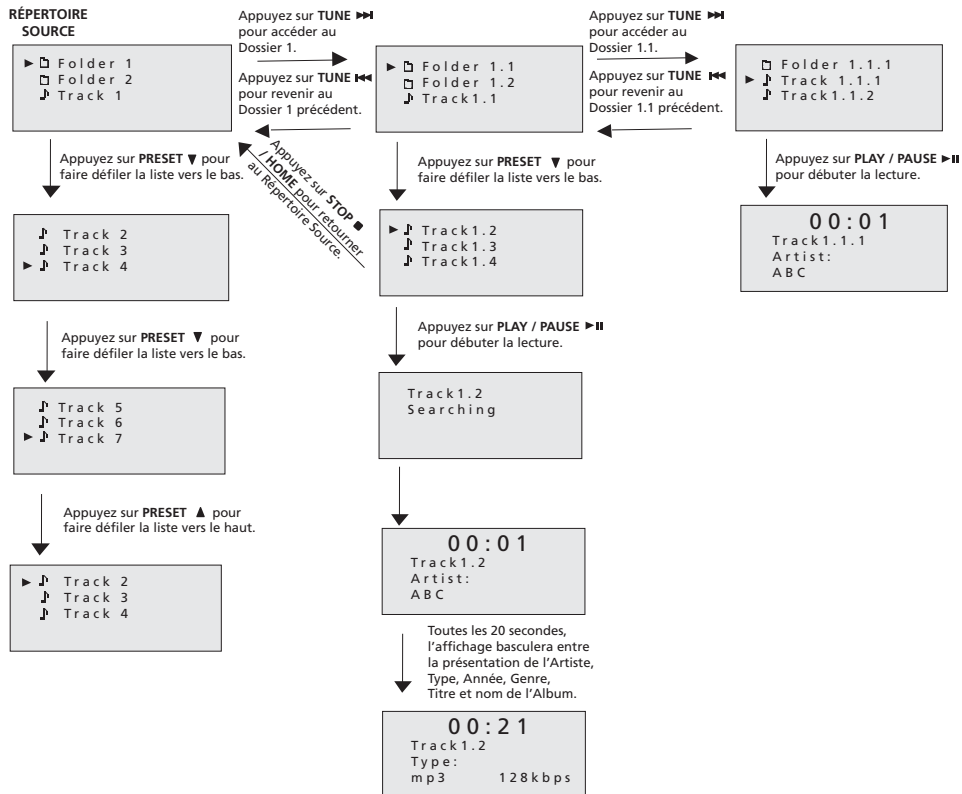 RÉPERTOIRE
SOURCE
Folder 1
Folder 2
Track 1
Appuyez sur TUNE
pour accéder au
Dossier 1.
Appuyez sur TUNE
pour revenir au
Dossier 1 précédent.
Folder 1.1
Folder 1.2
Track1.1
Appuyez sur TUNE
pour accéder au
Dossier 1.1.
Appuyez sur TUNE
pour revenir au
Dossier 1.1 précédent.
Folder 1.1.1
Track 1.1.1
Track1.1.2
Appuyez sur PRESET ▼ pour
faire défiler la liste vers le bas.
Appuyez sur STOP
/ HOME pour retourner
au Répertoire Source.
Appuyez sur PRESET ▼ pour
faire défiler la liste vers le bas.
Appuyez sur PLAY / PAUSE
pour débuter la lecture.
Track 2
Track 3
Track 4
Track1.2
Track1.3
Track1.4
00:01
Track1.1.1
Artist:
ABC
Appuyez sur PRESET ▼ pour
faire défiler la liste vers le bas.
Appuyez sur PLAY / PAUSE
pour débuter la lecture.
Track 5
Track 6
Track 7
Track1.2
Searching
Appuyez sur PRESET ▲ pour
faire défiler la liste vers le haut.
Track 2
Track 3
Track 4
00:01
Track1.2
Artist:
ABC
Toutes les 20 secondes,
l’affichage basculera entre
la présentation de l’Artiste,
Type, Année, Genre,
Titre et nom de l’Album.
00:21
Track1.2
Type:
mp3 128kbps